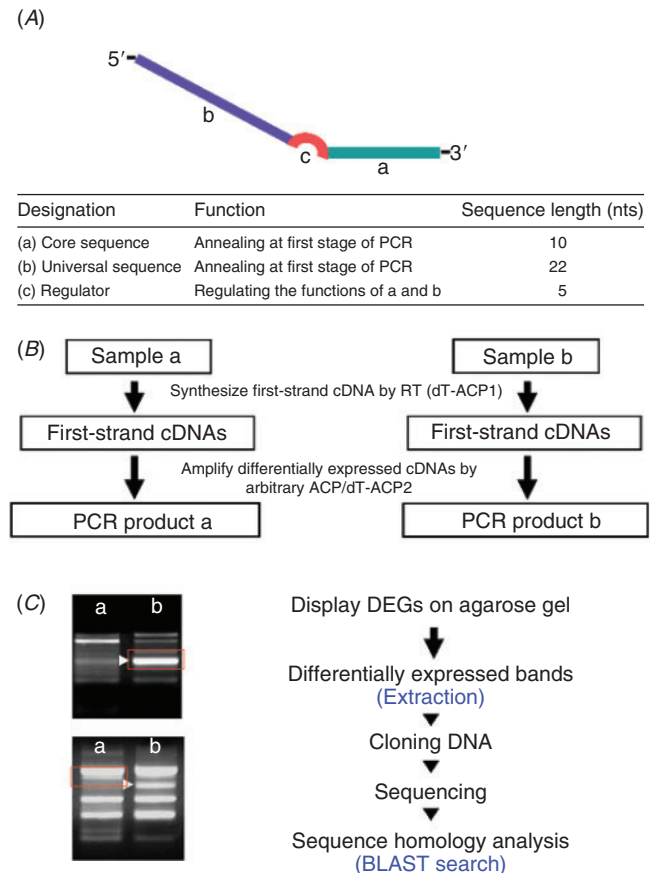 (A)
5′
b
c
a
3′
Designation Function Sequence length (nts)
(a) Core sequence Annealing at first stage of PCR 10
(b) Universal sequence Annealing at first stage of PCR 22
(c) Regulator Regulating the functions of a and b 5
(B)
Sample a Sample b
Synthesize first-strand cDNA by RT (dT-ACP1)
First-strand cDNAs First-strand cDNAs
Amplify differentially expressed cDNAs by
arbitrary ACP/dT-ACP2
PCR product a PCR product b
(C)
a b
a b
Display DEGs on agarose gel
Differentially expressed bands
(Extraction)
Cloning DNA
Sequencing
Sequence homology analysis
(BLAST search)